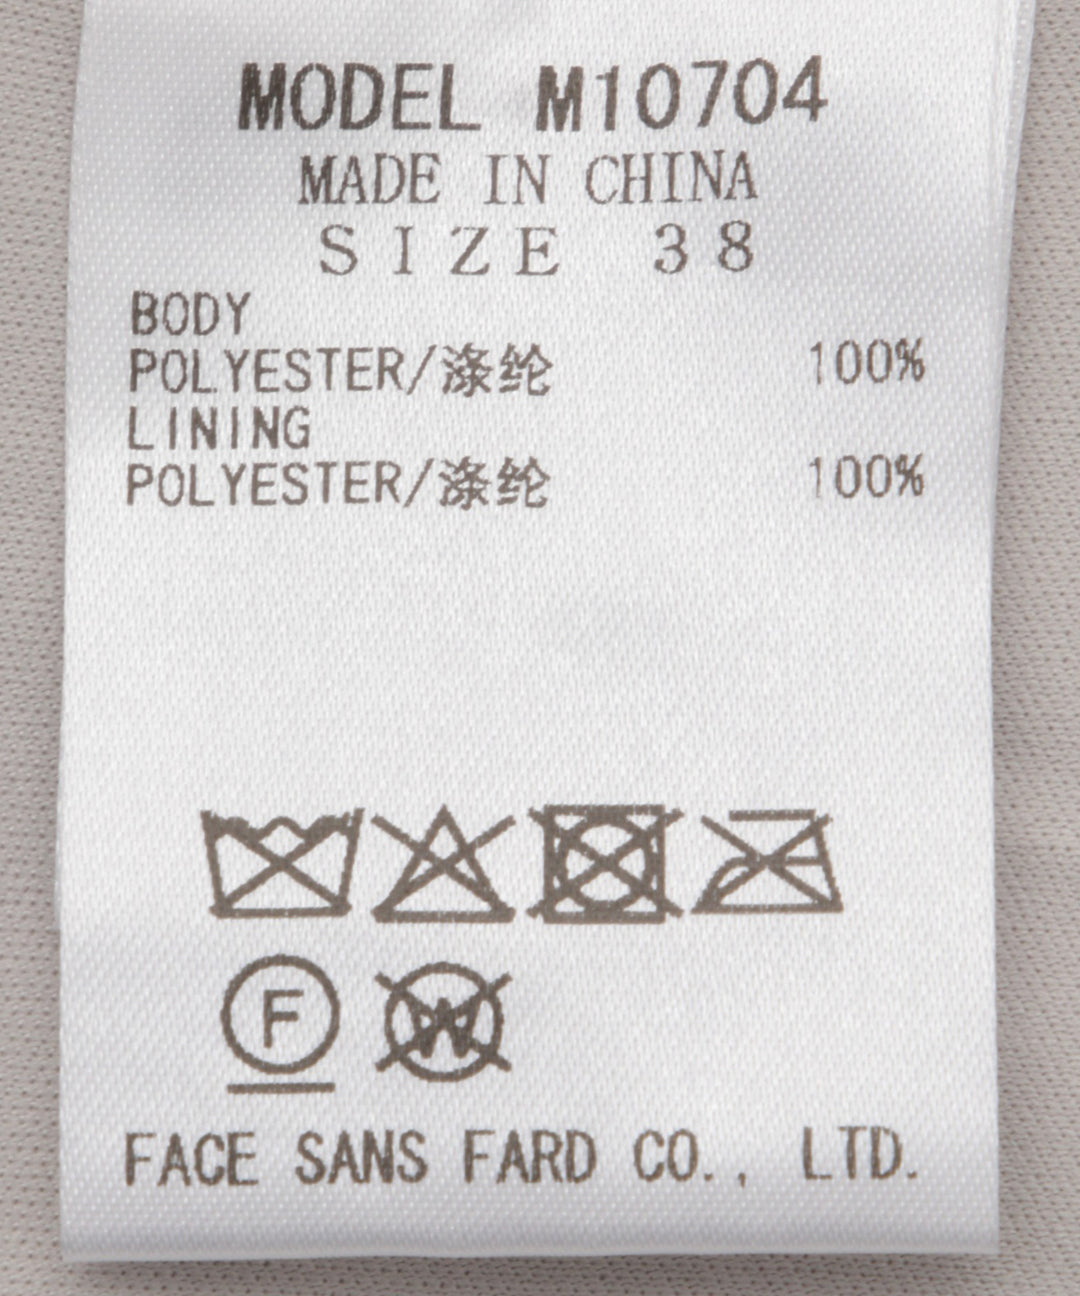 MODEL M10704
MADE IN CHINA
SIZE 38
BODY
POLYESTER/涤纶 100%
LINING
POLYESTER/涤纶 100%
F W
FACE SANS FARD CO., LTD.